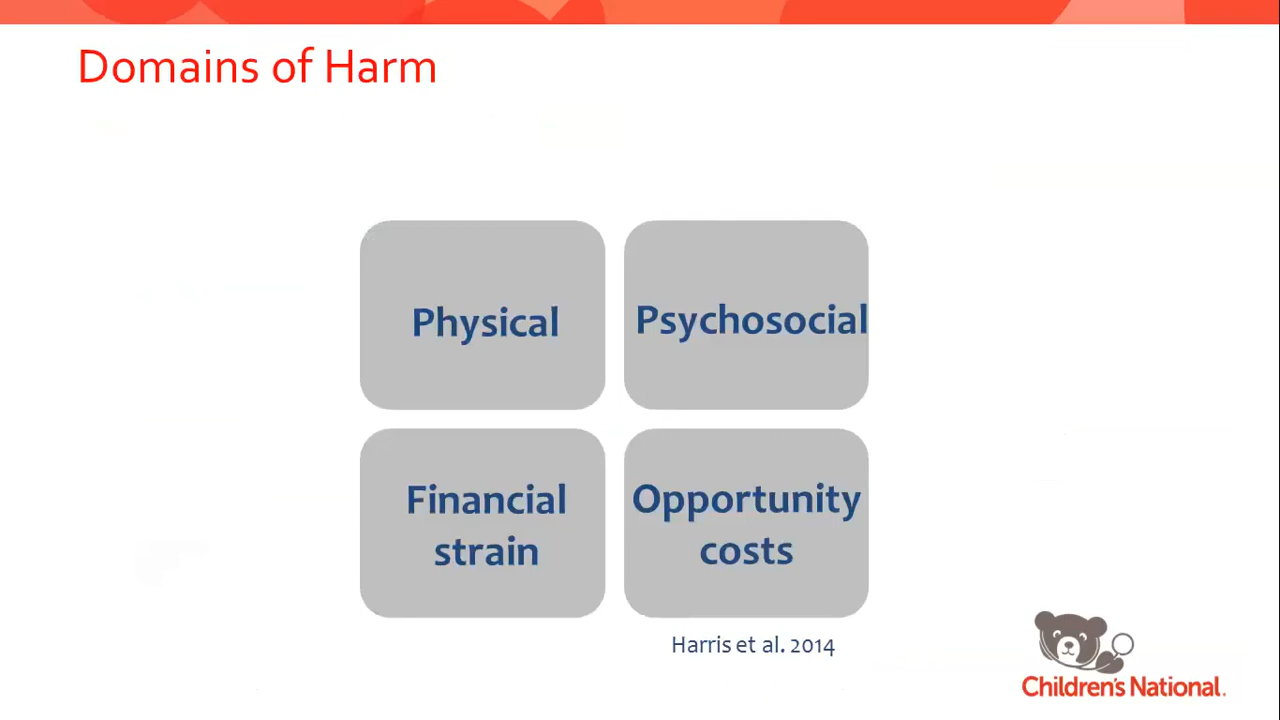 Domains of Harm
Physical
Psychosocial
Financial
strain
Opportunity
costs
Harris et al. 2014
Children's National.